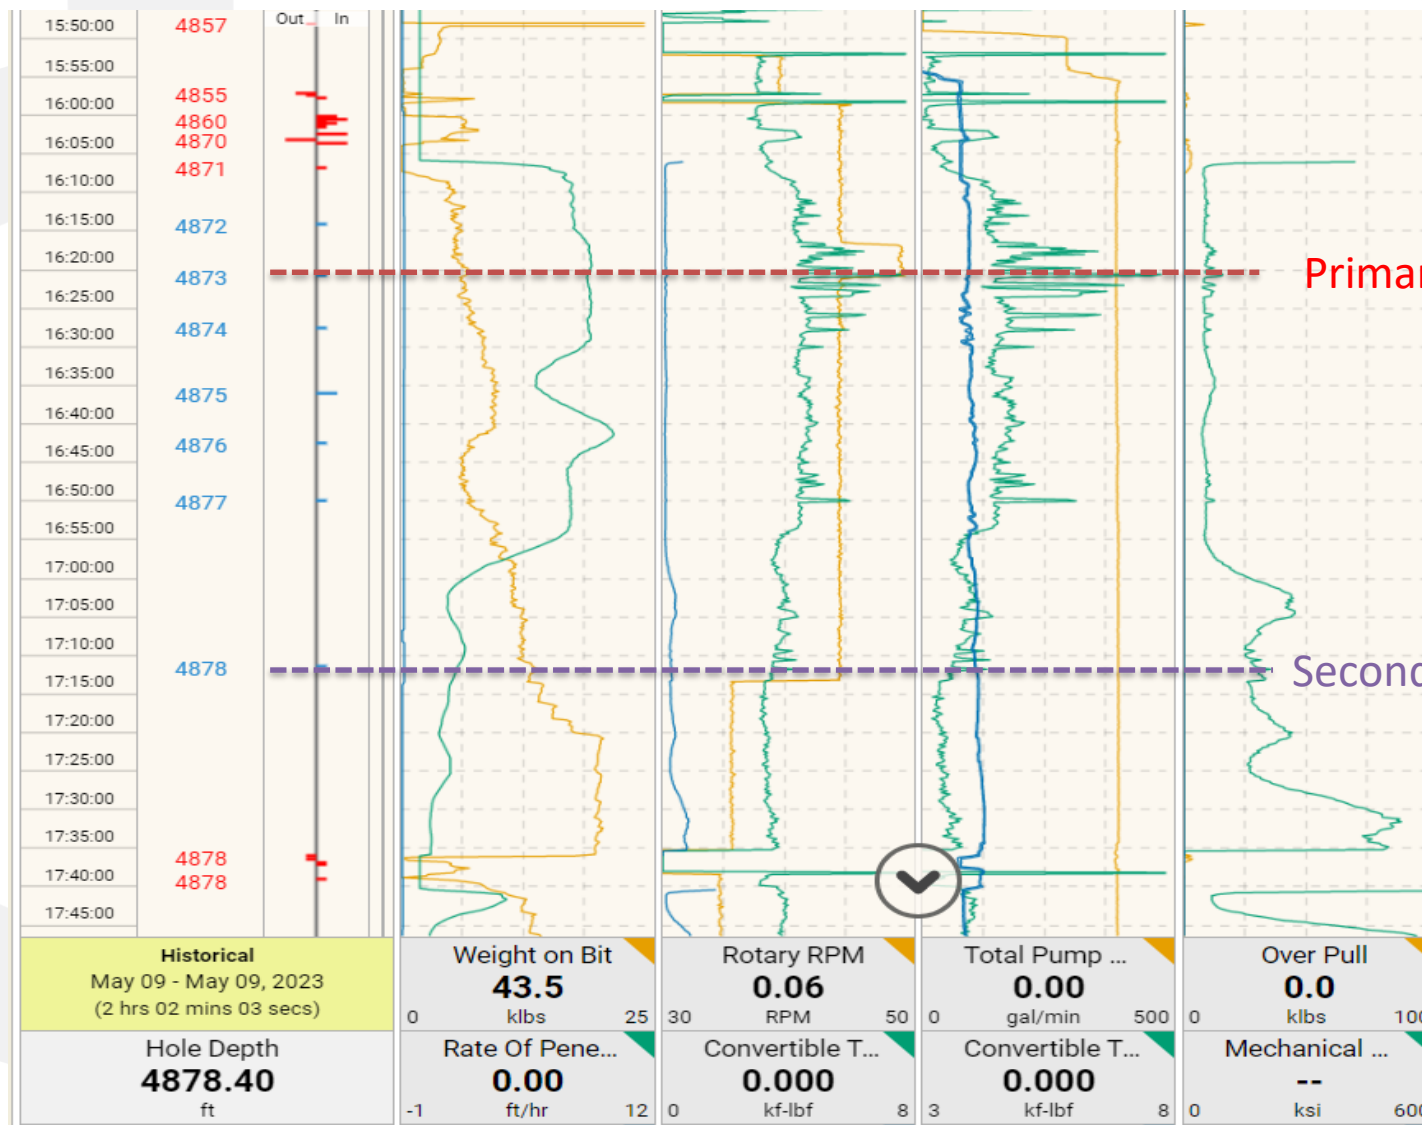 Out In
15:50:00 4857
15:55:00
16:00:00 4855
4860
16:05:00 4870
4871
16:10:00
16:15:00 4872
16:20:00
4873 Primar
16:25:00
16:30:00 4874
16:35:00
16:40:00 4875
16:45:00 4876
16:50:00 4877
16:55:00
17:00:00
17:05:00
17:10:00
4878 Second
17:15:00
17:20:00
17:25:00
17:30:00
17:35:00
4878
17:40:00 4878
17:45:00
Historical
May 09 - May 09, 2023
(2 hrs 02 mins 03 secs)
Hole Depth
4878.40
ft
Weight on Bit
43.5
0 klbs 25
Rate Of Pene...
0.00
-1 ft/hr 12
Rotary RPM
0.06
30 RPM 50
Convertible T...
0.000
0 kf-lbf 8
Total Pump ...
0.00
0 gal/min 500
Convertible T...
0.000
3 kf-lbf 8
Over Pull
0.0
0 klbs 100
Mechanical ...
--
0 ksi 600